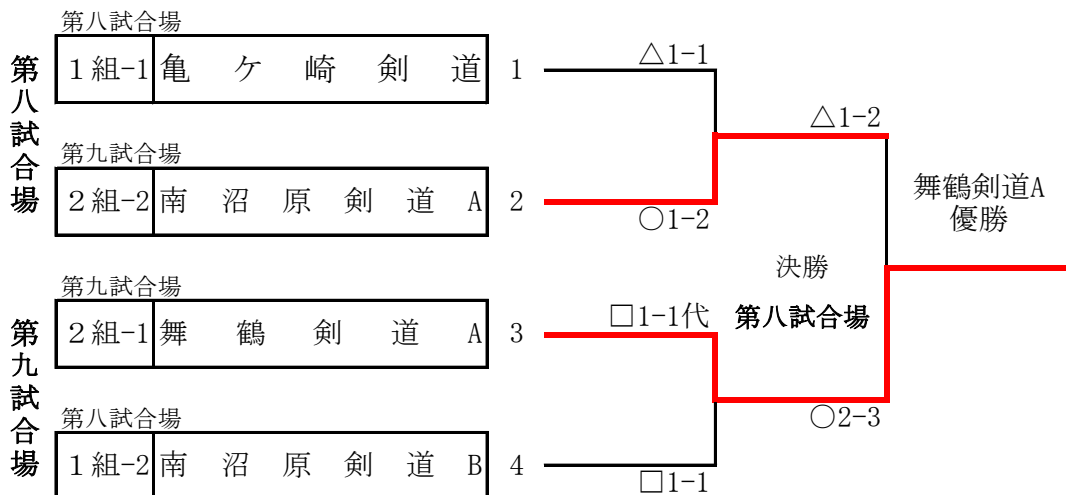 第八試合場
第八試合場
1組-1 亀ケ崎剣道 1
△1-1
第九試合場
2組-2 南沼原剣道A 2
○1-2
△1-2
舞鶴剣道A
優勝
決勝
第八試合場
第九試合場
第九試合場
2組-1 舞鶴剣道A 3
□1-1代
○2-3
第八試合場
1組-2 南沼原剣道B 4
□1-1